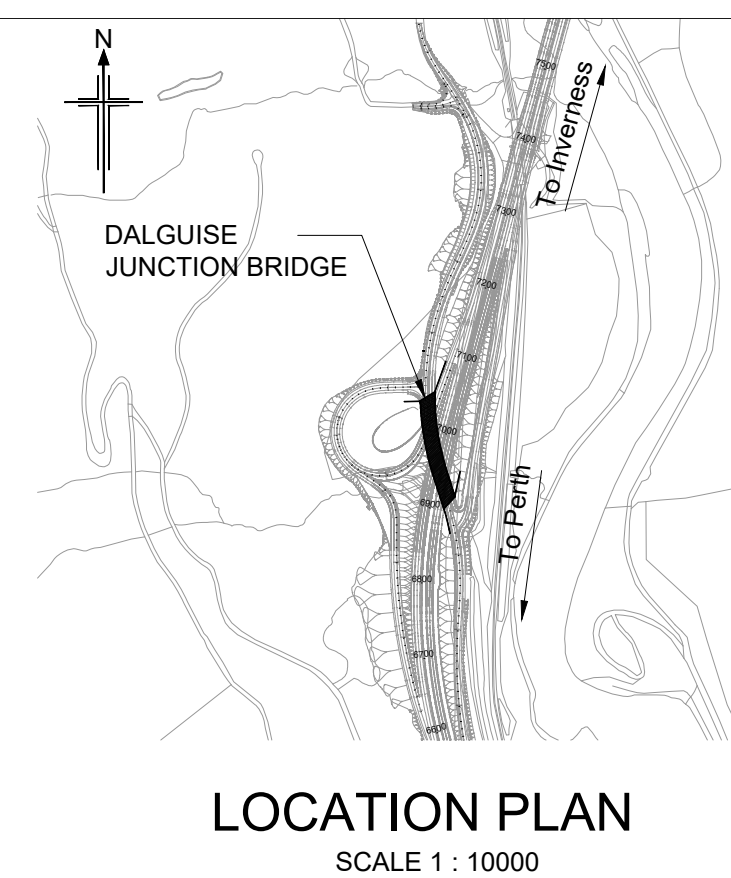 N
7500
To Inverness
7400
7300
DALGUISE
JUNCTION BRIDGE
7200
7100
7000
6900
To Perth
6800
6700
6600
LOCATION PLAN
SCALE 1 : 10000